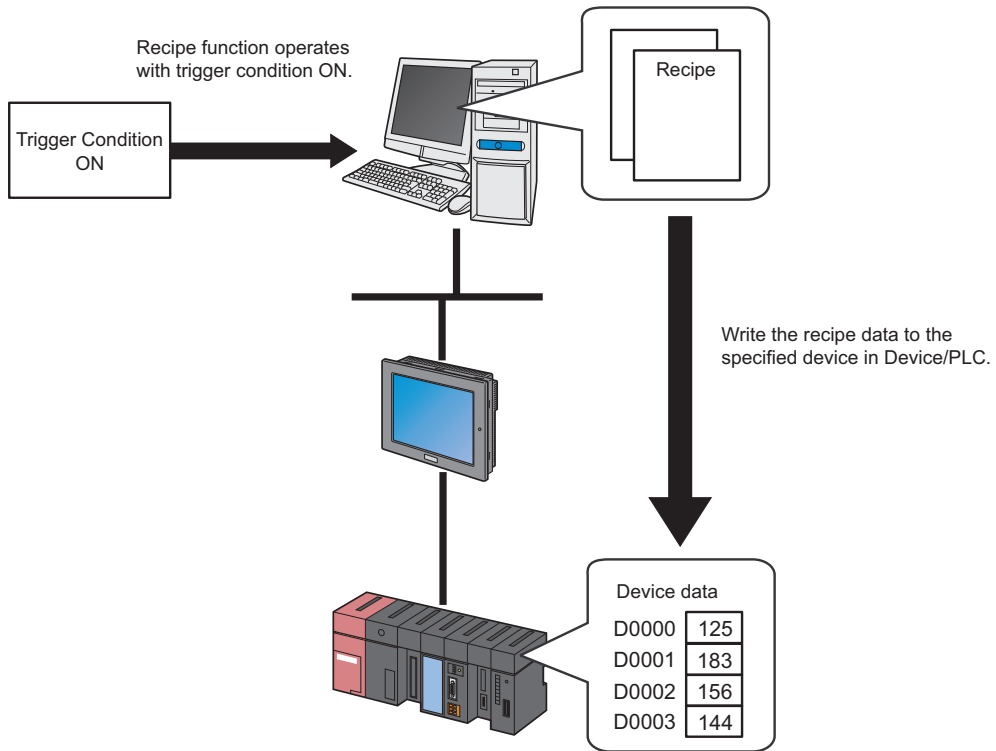 Recipe function operates
with trigger condition ON.
Recipe
Trigger Condition
ON
Write the recipe data to the
specified device in Device/PLC.
Device data
D0000 125
D0001 183
D0002 156
D0003 144